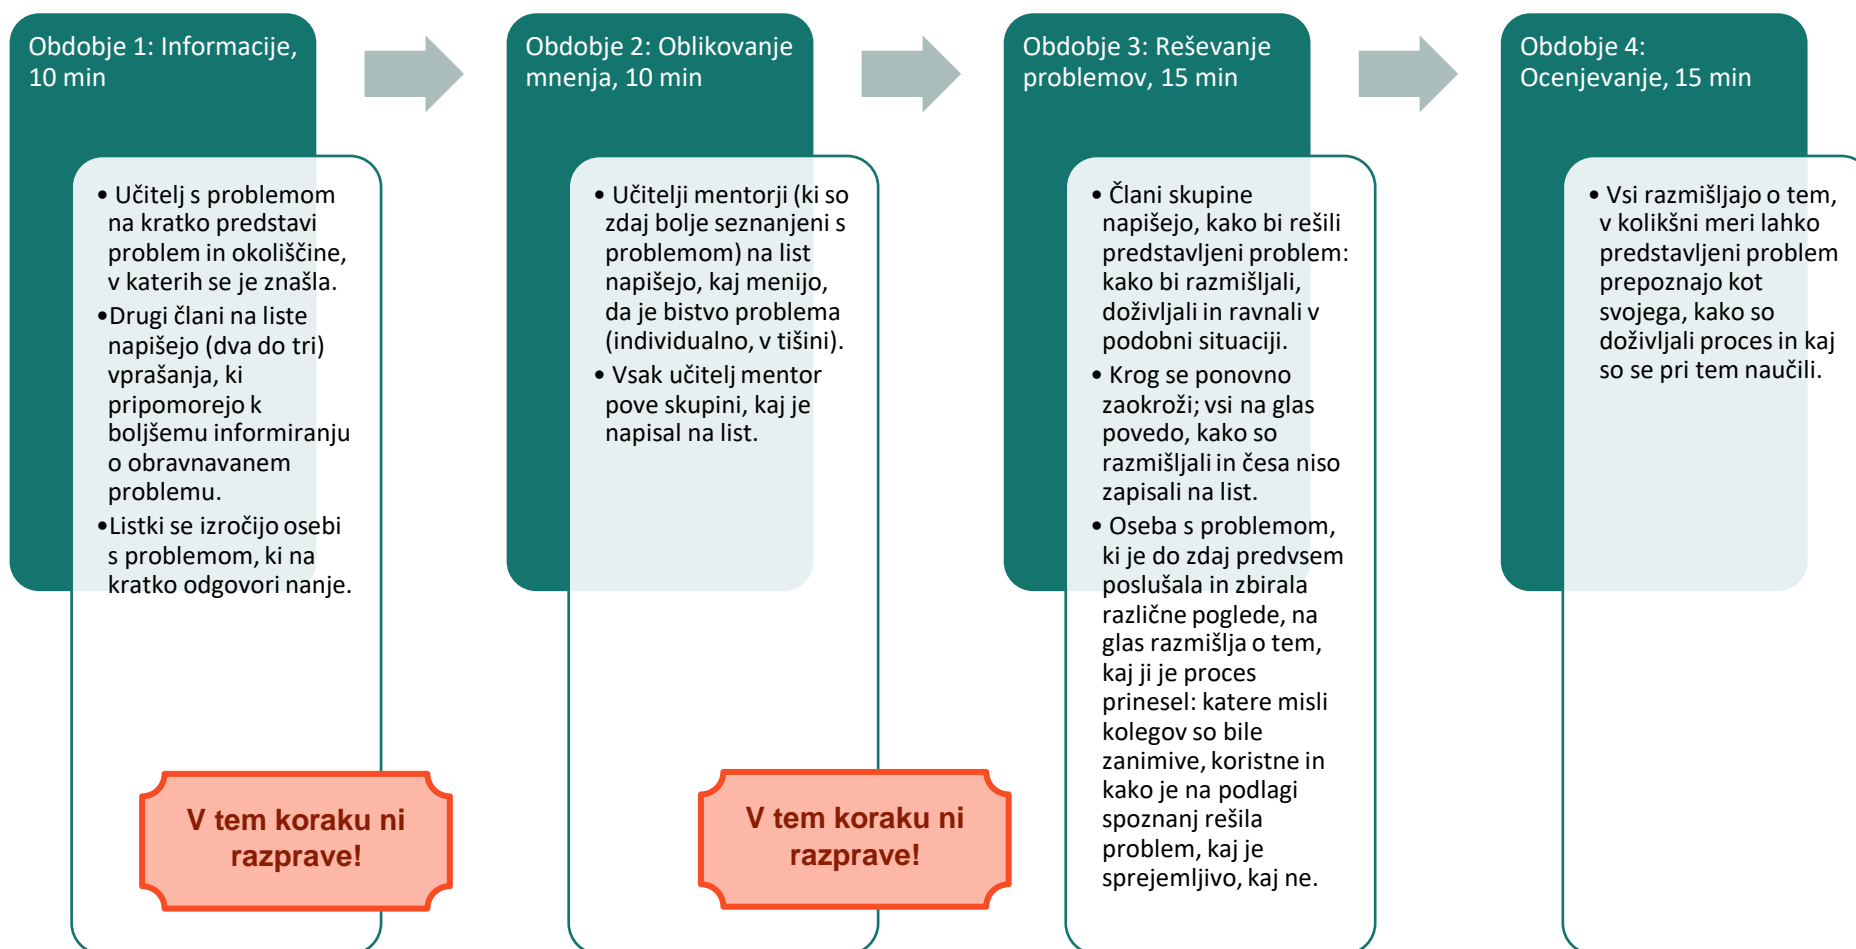 Obdobje 1: Informacije,
10 min
• Učitelj s problomom
na kratko predstavi
problem in okoliščine,
v katerih se je znašla.
•Drugi člani na liste
napišejo (dva do tri)
vprašanja, ki
pripomorejo k
boljšemu informiranju
o obravnavanem
problemu.
•Listki se izročijo osebi
s problemom, ki na
kratko odgovori nanje.
V tem koraku ni
razprave!
Obdobje 2: Oblikovanje
mnenja, 10 min
• Učitelji mentorji (ki so
zdaj bolje seznanjeni s
problemom) na list
napišejo, kaj menijo,
da je bistvo problema
(individualno, v tišini).
• Vsak učitelj mentor
pove skupini, kaj je
napisal na list.
V tem koraku ni
razprave!
Obdobje 3: Reševanje
problemov, 15 min
• Člani skupine
napišejo, kako bi rešili
predstavljeni problem:
kako bi razmišljali,
doživljali in ravnali v
podobni situaciji.
• Krog se ponovno
zaokroži; vsi na glas
povedo, kako so
razmišljali in česa niso
zapisali na list.
• Oseba s problemom,
ki je do zdaj predvsem
poslušala in zbirala
različne poglede, na
glas razmišlja o tem,
kaj ji je proces
prinesel: katere misli
kolegov so bile
zanimive, koristne in
kako je na podlagi
spoznanj rešila
problem, kaj je
sprejemljivo, kaj ne.
Obdobje 4:
Ocenjevanje, 15 min
• Vsi razmišljajo o tem,
v kolikšni meri lahko
predstavljeni problem
prepoznajo kot
svojega, kako so
doživljali proces in kaj
so se pri tem naučili.